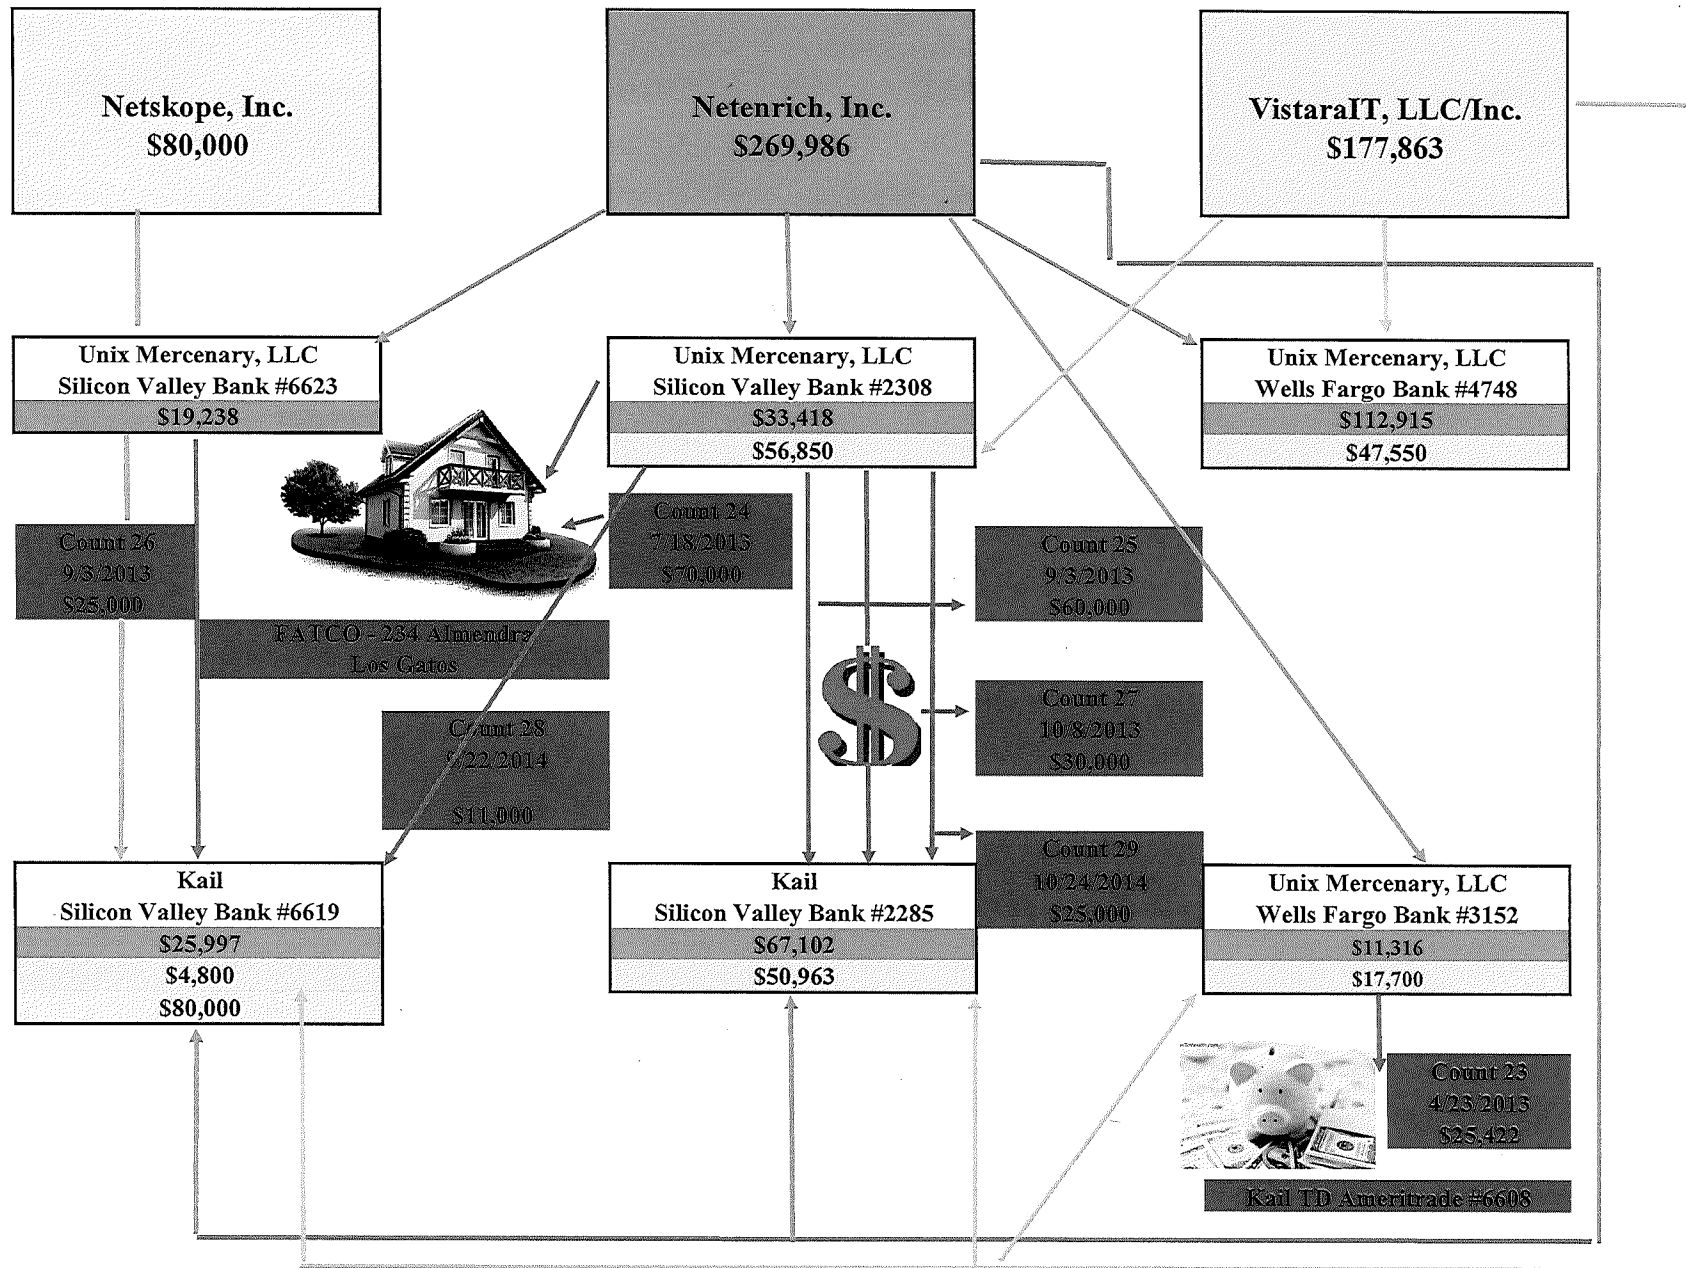 Netskope, Inc.
$80,000
Netenrich, Inc.
$269,986
VistaraIT, LLC/Inc.
$177,863
Unix Mercenary, LLC
Silicon Valley Bank #6623
$19,238
Unix Mercenary, LLC
Silicon Valley Bank #2308
$33,418
$56,850
Unix Mercenary, LLC
Wells Fargo Bank #4748
$112,915
$47,550
Count 26
9/3/2013
$25,000
Count 24
7/18/2013
$70,000
Count 25
9/3/2013
$60,000
FATCO - 234 Almendra
Los Gatos
Count 28
/22/2014
$11,000
Count 27
10/8/2013
$30,000
Count 29
10/24/2014
$25,000
Kail
Silicon Valley Bank #6619
$25,997
$4,800
$80,000
Kail
Silicon Valley Bank #2285
$67,102
$50,963
Unix Mercenary, LLC
Wells Fargo Bank #3152
$11,316
$17,700
Count 23
4/23/2013
$25,422
Kail TD Ameritrade #6608